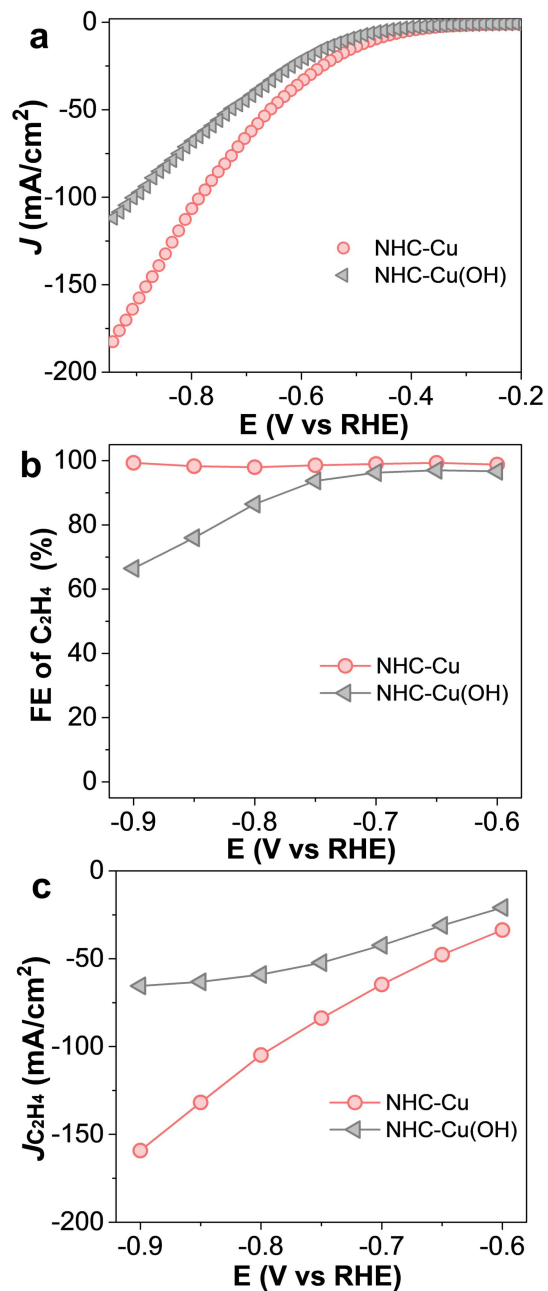 a
0
-50
-100
-150
-200
J (mA/cm²)
NHC-Cu
NHC-Cu(OH)
-0.8 -0.6 -0.4 -0.2
E (V vs RHE)
b
100
80
60
40
20
0
FE of C₂H₄ (%)
NHC-Cu
NHC-Cu(OH)
-0.9 -0.8 -0.7 -0.6
E (V vs RHE)
c
0
-50
-100
-150
-200
JC₂H₄ (mA/cm²)
NHC-Cu
NHC-Cu(OH)
-0.9 -0.8 -0.7 -0.6
E (V vs RHE)